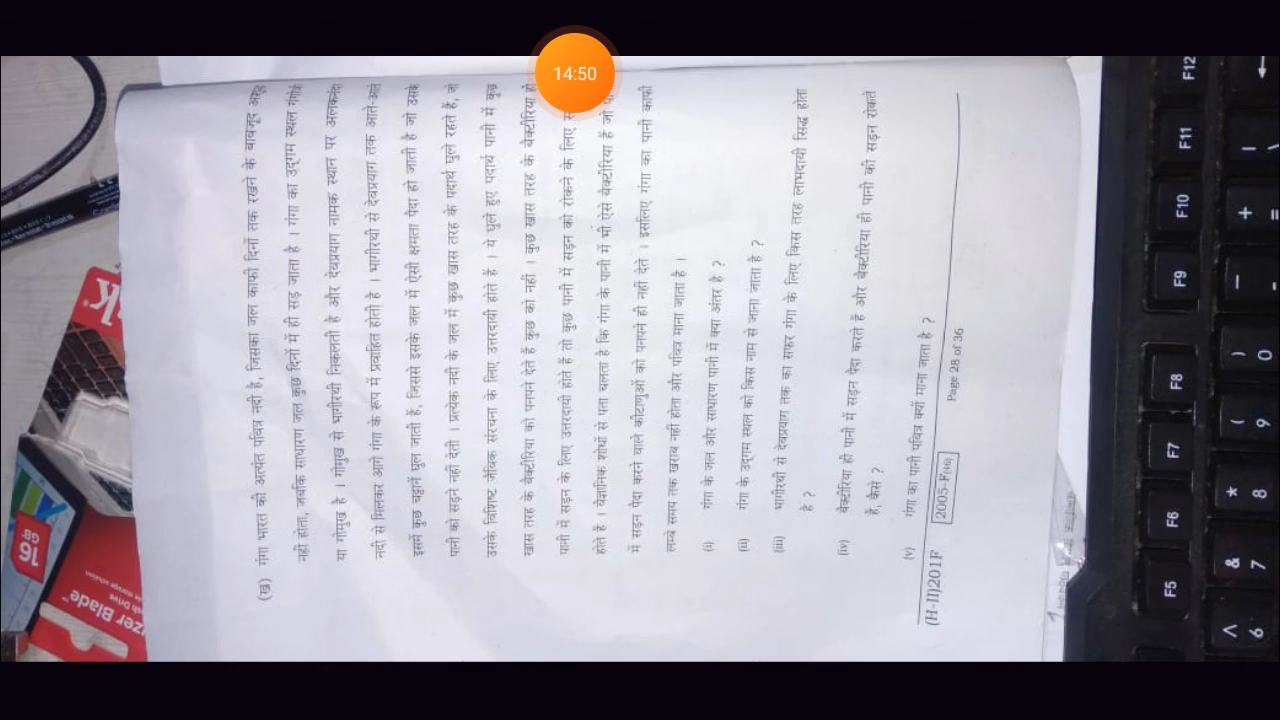 14:50
(ख) गंगा भारत की अत्यंत पवित्र नदी है, जिसका जल काफी दिनों तक रखने के बावजूद
नहीं होता, जबकि साधारण जल कुछ दिनों में ही सड़ जाता है । गंगा का उद्गम स्थल
या गोमुख है । गोमुख से भागीरथी निकलती है और देवप्रयाग नामक स्थान पर अलकनंदा
नदी से मिलकर आगे गंगा के रूप में प्रवाहित होती है । भागीरथी से देवप्रयाग तक आते-आते
इसमें कुछ चट्टानें घुल जाती हैं, जिससे इसके जल में ऐसी क्षमता पैदा हो जाती है जो उसके
पानी को सड़ने नहीं देती । प्रत्येक नदी के जल में कुछ खास तरह के पदार्थ घुले रहते हैं, जो
उसके विशिष्ट जैविक संरचना के लिए उत्तरदायी होते हैं । ये घुले हुए पदार्थ पानी में कुछ
खास तरह के बैक्टीरिया को पनपने देते हैं कुछ को नहीं । कुछ खास तरह के बैक्टीरिया ही
पानी में सड़न के लिए उत्तरदायी होते हैं तो कुछ पानी में सड़न को रोकने के लिए
होते हैं । वैज्ञानिक शोधों से पता चलता है कि गंगा के पानी में भी ऐसे बैक्टीरिया हैं जो
में सड़न पैदा करने वाले कीटाणुओं को पनपने ही नहीं देते । इसलिए गंगा का पानी काफी
लम्बे समय तक खराब नहीं होता और पवित्र माना जाता है ।
(i) गंगा के जल और साधारण पानी में क्या अंतर है ?
(ii) गंगा के उद्गम स्थल को किस नाम से जाना जाता है ?
(iii) भागीरथी से देवप्रयाग तक का सफर गंगा के लिए किस तरह लाभदायी सिद्ध होता
है ?
(iv) बैक्टीरिया ही पानी में सड़न पैदा करते हैं और बैक्टीरिया ही पानी की सड़न रोकते
हैं, कैसे ?
(v) गंगा का पानी पवित्र क्यों माना जाता है ?
(H-II)201F 2005-F(भाव) Page 28 of 36
16
GB
F5 F6 F7 F8 F9 F10 F11 F12
^ & * ( ) — +
6 7 8 9 0 - =